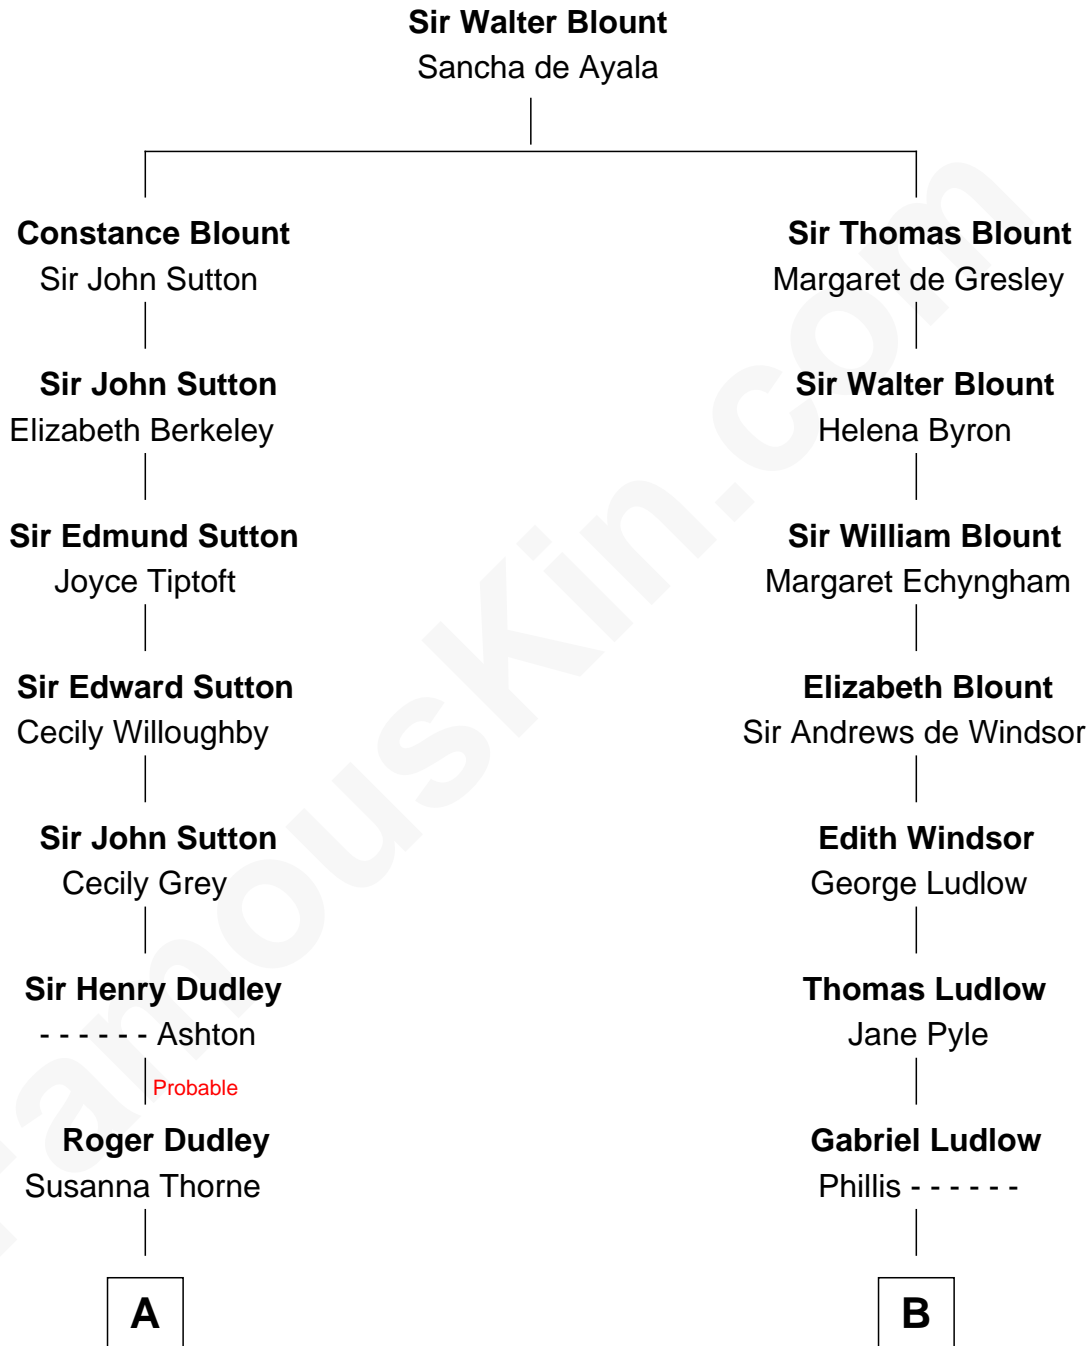 Sir Walter Blount
Sancha de Ayala
Constance Blount
Sir John Sutton
Sir John Sutton
Elizabeth Berkeley
Sir Edmund Sutton
Joyce Tiptoft
Sir Edward Sutton
Cecily Willoughby
Sir John Sutton
Cecily Grey
Sir Henry Dudley
- - - - - - Ashton
Probable
Roger Dudley
Susanna Thorne
A
Sir Thomas Blount
Margaret de Gresley
Sir Walter Blount
Helena Byron
Sir William Blount
Margaret Echyngham
Elizabeth Blount
Sir Andrews de Windsor
Edith Windsor
George Ludlow
Thomas Ludlow
Jane Pyle
Gabriel Ludlow
Phillis - - - - - -
B
FamousKin.com